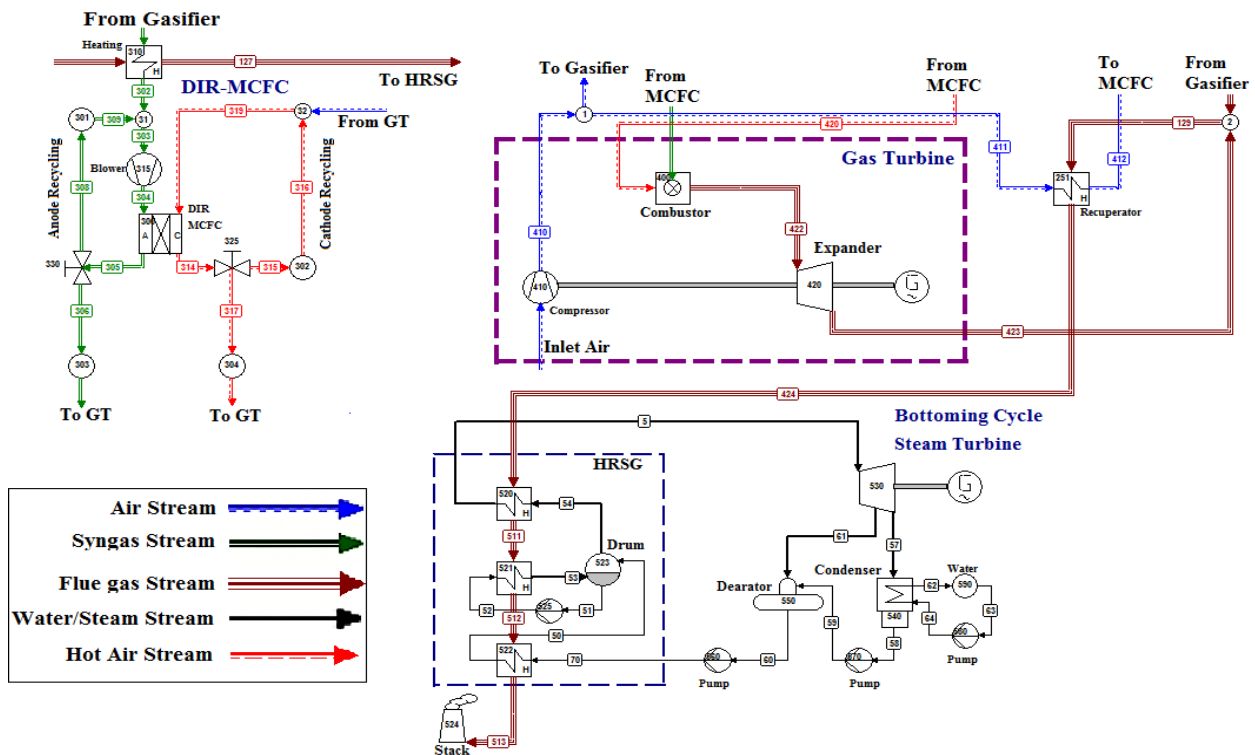 From Gasifier
Heating
310
H
127
To HRSG
302
DIR-MCFC
301
309
31
319
32
From GT
303
Blower
315
308
Anode Recycling
304
316
Cathode Recycling
DIR
MCFC
A
C
325
330
305
314
315
302
306
317
303
304
To GT
To GT
To Gasifier
From
MCFC
From
MCFC
To
MCFC
From
Gasifier
1
420
411
412
129
2
Gas Turbine
Combustor
251
H
Recuperator
410
422
Expander
410
420
G
~
Compressor
423
Inlet Air
424
Bottoming Cycle
Steam Turbine
5
HRSG
530
G
~
520
H
54
511
Drum
523
521
H
53
61
57
Condenser
Water
62
590
52
525
51
Dearator
550
540
63
64
512
50
59
58
Pump
522
H
70
60
Pump
Pump
524
Stack
513
Air Stream
Syngas Stream
Flue gas Stream
Water/Steam Stream
Hot Air Stream